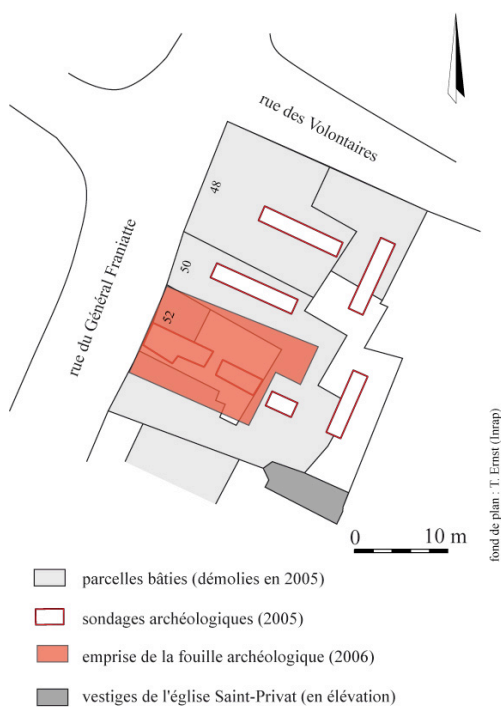 rue des Volontaires
48
50
52
rue du Général Franiatte
fond de plan : T. Ernst (Inrap)
0 10 m
parcelles bâties (démolies en 2005)
sondages archéologiques (2005)
emprise de la fouille archéologique (2006)
vestiges de l'église Saint-Privat (en élévation)